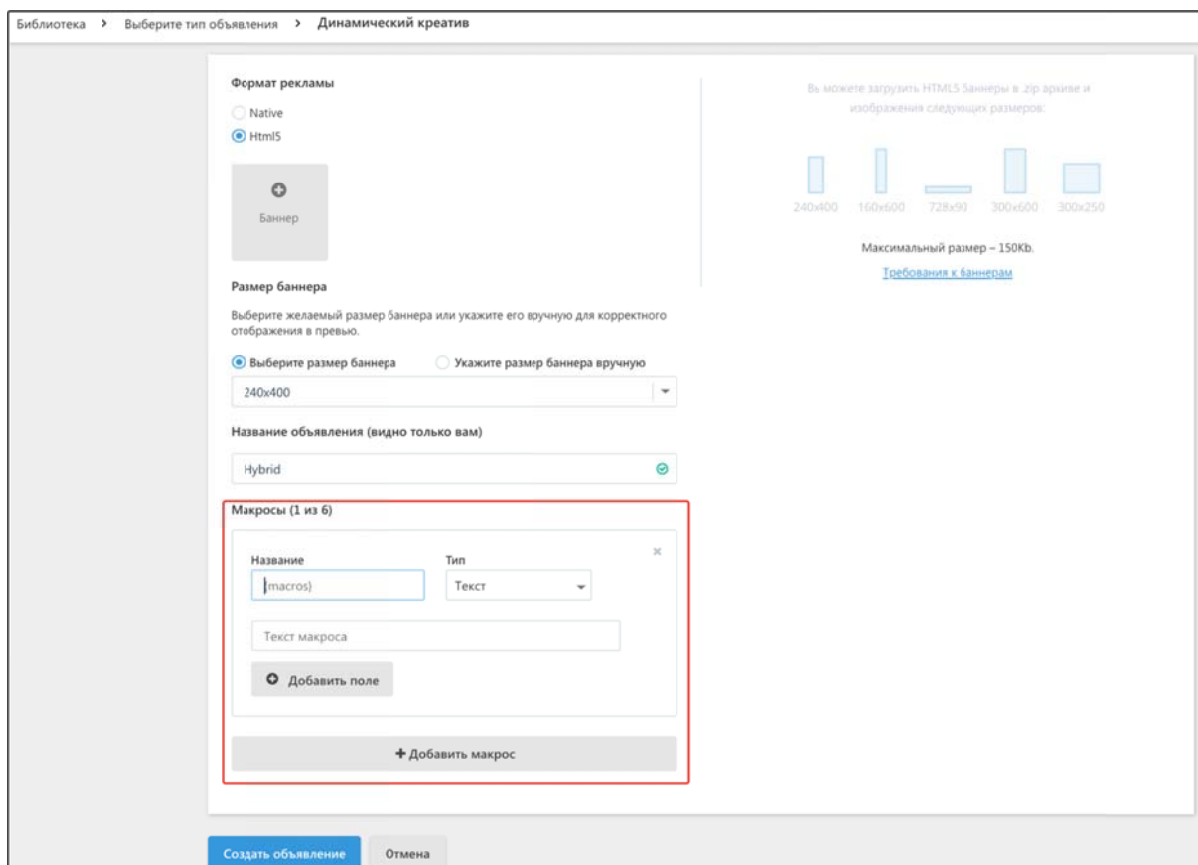 Библиотека > Выберите тип объявления > Динамический креатив
Формат рекламы
Native
Html5
Баннер
Вы можете загрузить HTML5 баннеры в .zip архиве и
изображения следующих размеров:
240x400 160x600 728x90 300x600 300x250
Максимальный размер – 150Kb.
Требования к баннерам
Размер баннера
Выберите желаемый размер баннера или укажите его вручную для корректного
отображения в превью.
Выберите размер баннера Укажите размер баннера вручную
240x400
Название объявления (видно только вам)
Hybrid
Макросы (1 из 6)
Название Тип
{macros} Текст
Текст макроса
Добавить поле
+ Добавить макрос
Создать объявление Отмена